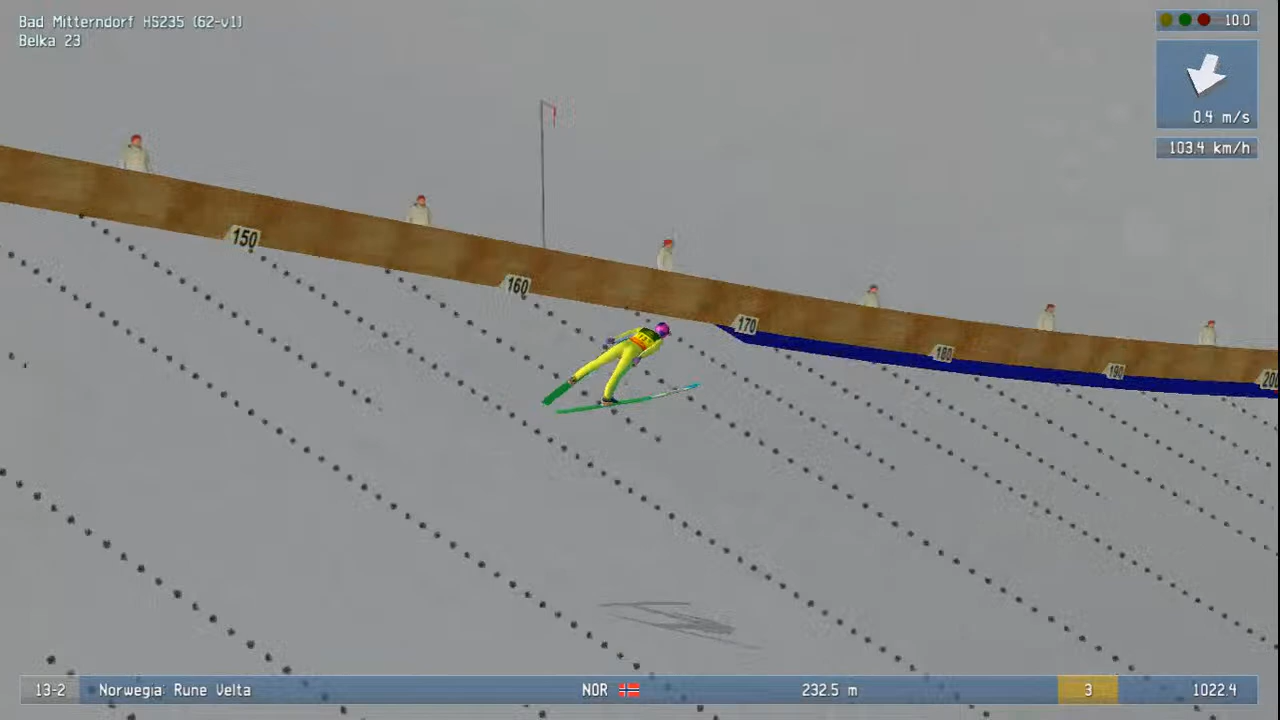 Bad Mitterndorf HS235 (62-v1)
Belka 23
10.0
0.4 m/s
103.4 km/h
150
160
170
180
190
200
13-2 Norwegia: Rune Velta NOR 232.5 m 3 1022.4